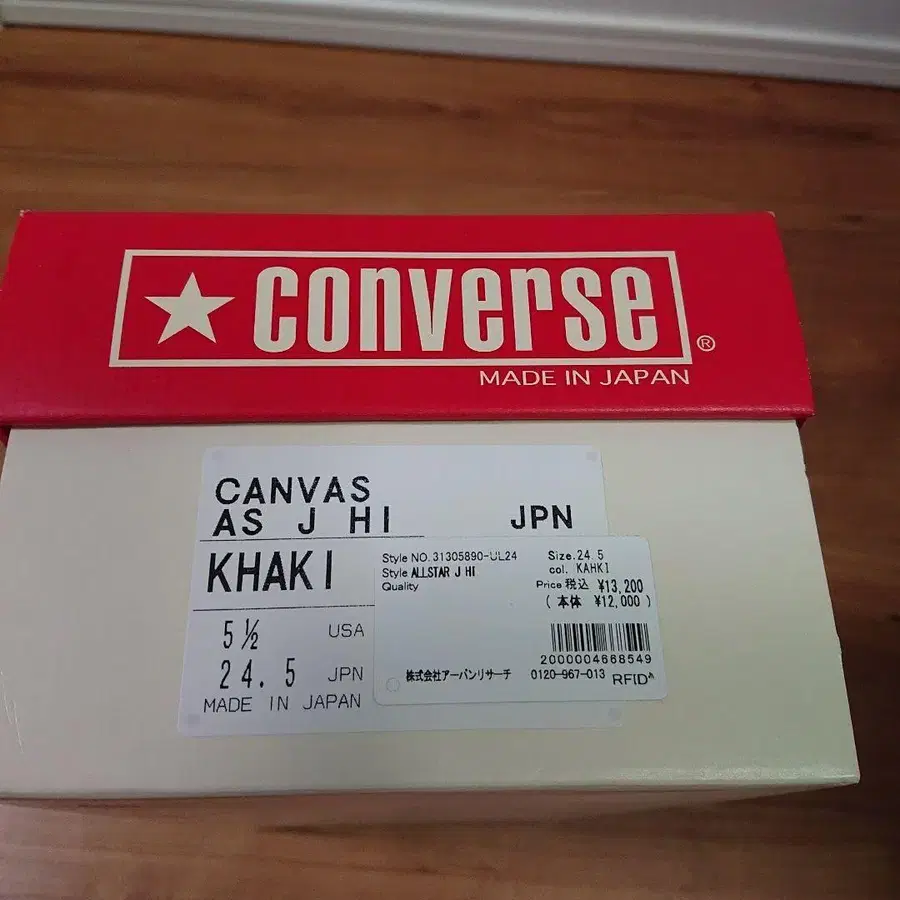 ★ CONVERSE ®
MADE IN JAPAN
CANVAS
AS J HI JPN
KHAKI
5 ½ USA
24.5 JPN
MADE IN JAPAN
Style NO. 31305890-UL24 Size. 24.5
Style ALLSTAR J HI col. KAHKI
Quality Price 税込 ¥13,200
( 本体 ¥12,000 )
2000004668549
株式会社アーバンリサーチ 0120-967-013 RFID